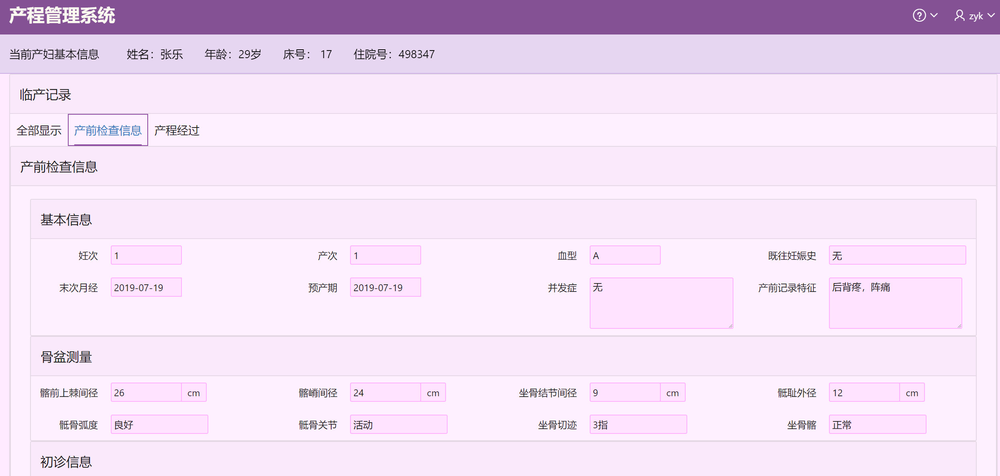 产程管理系统
zyk
当前产妇基本信息 姓名：张乐 年龄：29岁 床号： 17 住院号：498347
临产记录
全部显示 产前检查信息 产程经过
产前检查信息
基本信息
妊次 1 产次 1 血型 A 既往妊娠史 无
末次月经 2019-07-19 预产期 2019-07-19 并发症 无 产前记录特征 后背疼，阵痛
骨盆测量
髂前上棘间径 26 cm 髂嵴间径 24 cm 坐骨结节间径 9 cm 骶耻外径 12 cm
骶骨弧度 良好 骶骨关节 活动 坐骨切迹 3指 坐骨髂 正常
初诊信息